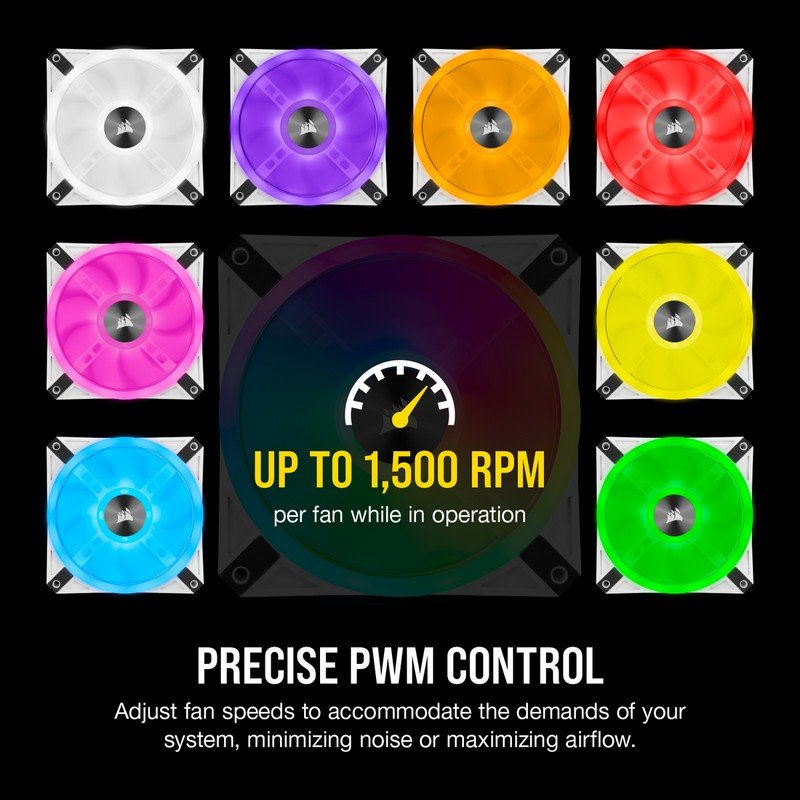 UP TO 1,500 RPM
per fan while in operation
PRECISE PWM CONTROL
Adjust fan speeds to accommodate the demands of your
system, minimizing noise or maximizing airflow.